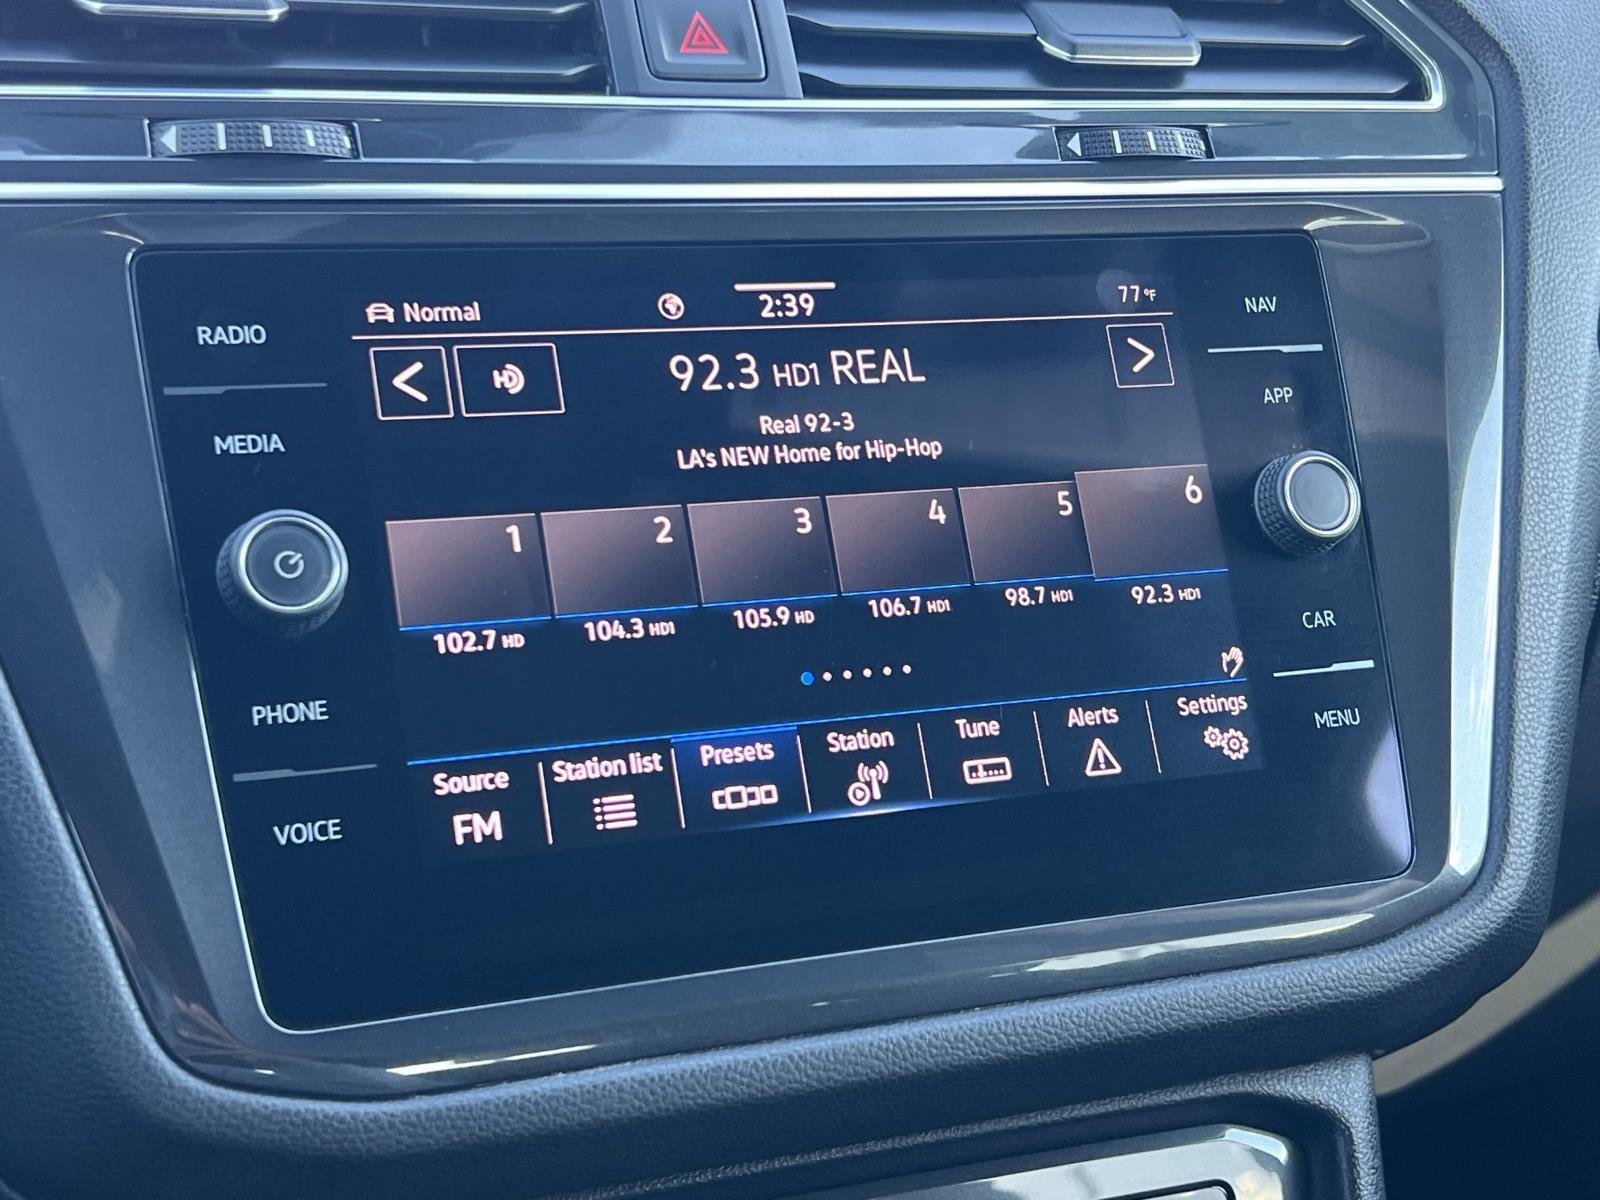 RADIO
MEDIA
PHONE
VOICE
Normal
2:39
77°F
<
HD
92.3 HD1 REAL
>
Real 92-3
LA's NEW Home for Hip-Hop
1
2
3
4
5
6
102.7 HD
104.3 HD1
105.9 HD
106.7 HD1
98.7 HD1
92.3 HD1
Source
FM
Station list
Presets
Station
Tune
Alerts
Settings
NAV
APP
CAR
MENU